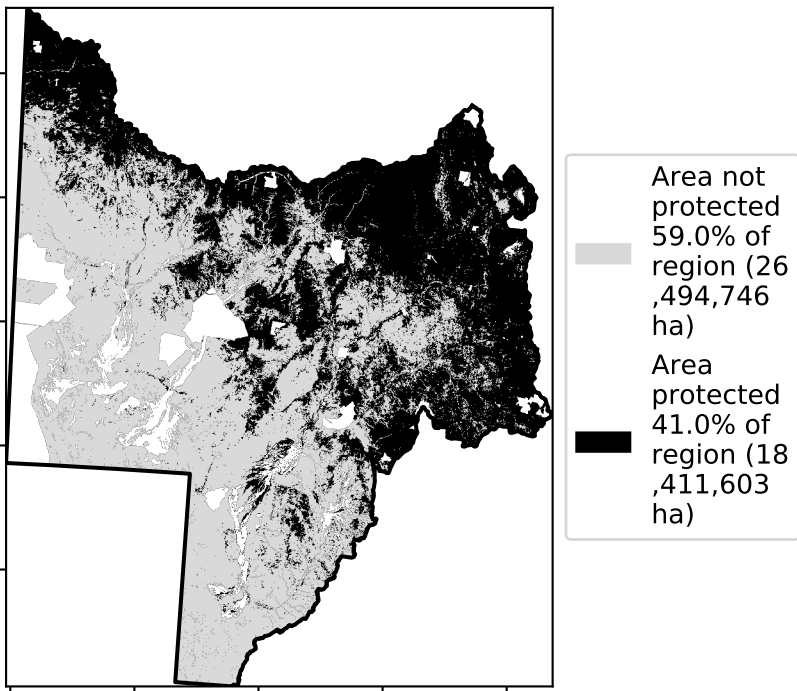 Area not
protected
59.0% of
region (26
,494,746
ha)
Area
protected
41.0% of
region (18
,411,603
ha)